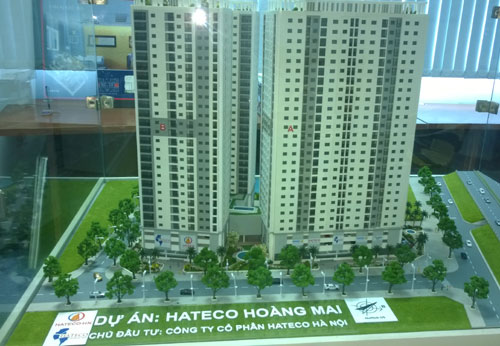 B
A
DỰ ÁN: HATECO HOÀNG MAI
CHỦ ĐẦU TƯ: CÔNG TY CỔ PHẦN HATECO HÀ NỘI